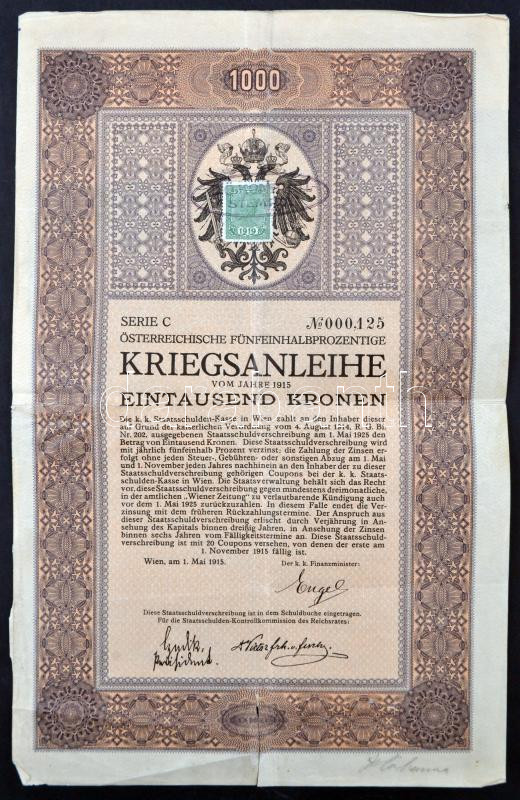 1000
1919
SERIE C № 000.125
ÖSTERREICHISCHE FÜNFEINHALBPROZENTIGE
KRIEGSANLEIHE
VOM JAHRE 1915
EINTAUSEND KRONEN
Die k. k. Staatsschulden-Kasse in Wien zahlt an den Inhaber dieser
auf Grund der kaiserlichen Verordnung vom 4. August 1914, R. G. Bl.
Nr. 202, ausgegebenen Staatsschuldverschreibung am 1. Mai 1925 den
Betrag von Eintausend Kronen. Diese Staatsschuldverschreibung wird
mit jährlich fünfeinhalb Prozent verzinst; die Zahlung der Zinsen er-
folgt ohne jeden Steuer-, Gebühren- oder sonstigen Abzug am 1. Mai
und 1. November jeden Jahres nachhinein an den Inhaber der zu dieser
Staatsschuldverschreibung gehörigen Coupons bei der k. k. Staats-
schulden-Kasse in Wien. Die Staatsverwaltung behält sich das Recht
vor, diese Staatsschuldverschreibung gegen mindestens dreimonatliche,
in der amtlichen „Wiener Zeitung“ zu verlautbarende Kündigung auch
vor dem 1. Mai 1925 zurückzuzahlen. In diesem Falle endet die Ver-
zinsung mit dem früheren Rückzahlungstermine. Der Anspruch aus
dieser Staatsschuldverschreibung erlischt durch Verjährung in An-
sehung des Kapitals binnen dreißig Jahren, in Ansehung der Zinsen
binnen sechs Jahren vom Fälligkeitstermine an. Diese Staatsschuld-
verschreibung ist mit 20 Coupons versehen, von denen der erste am
1. November 1915 fällig ist.
Wien, am 1. Mai 1915. Der k. k. Finanzminister:
Engel
Diese Staatsschuldverschreibung ist in dem Schuldbuche eingetragen.
Für die Staatsschulden-Kontrollkommission des Reichsrates:
Präsident.